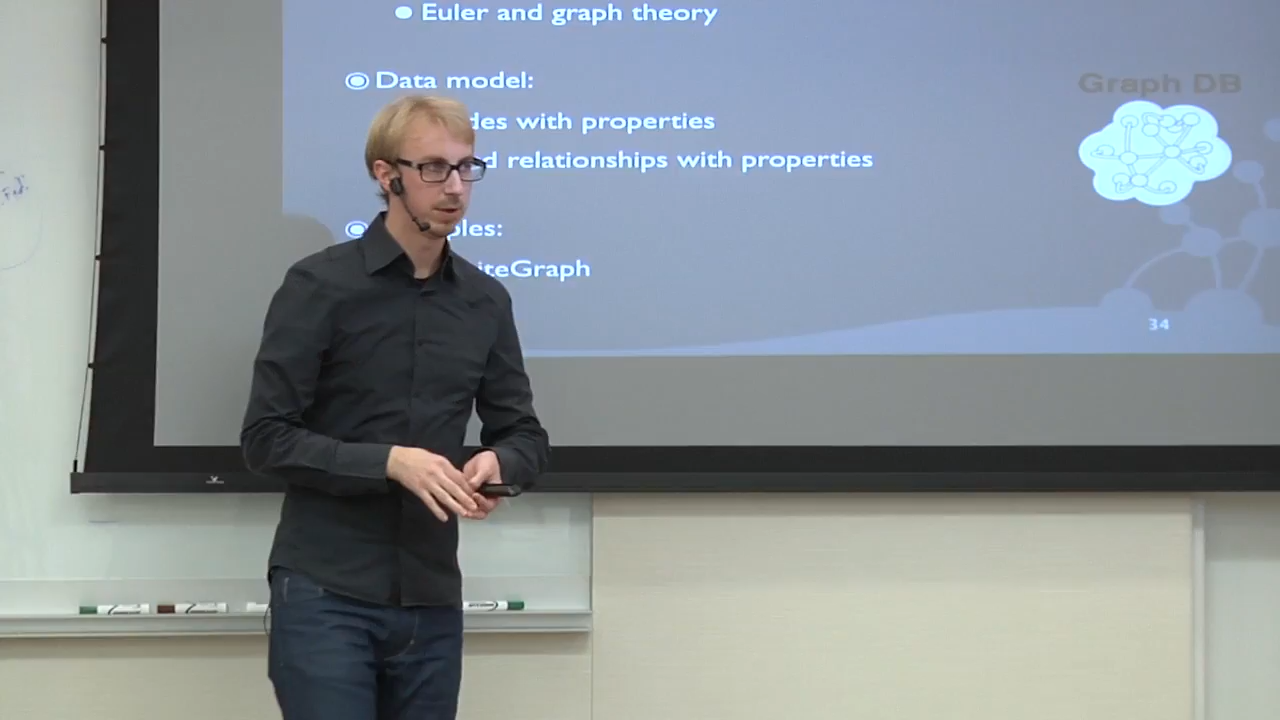 Euler and graph theory
Data model:
des with properties
d relationships with properties
ples:
iteGraph
Graph DB
34